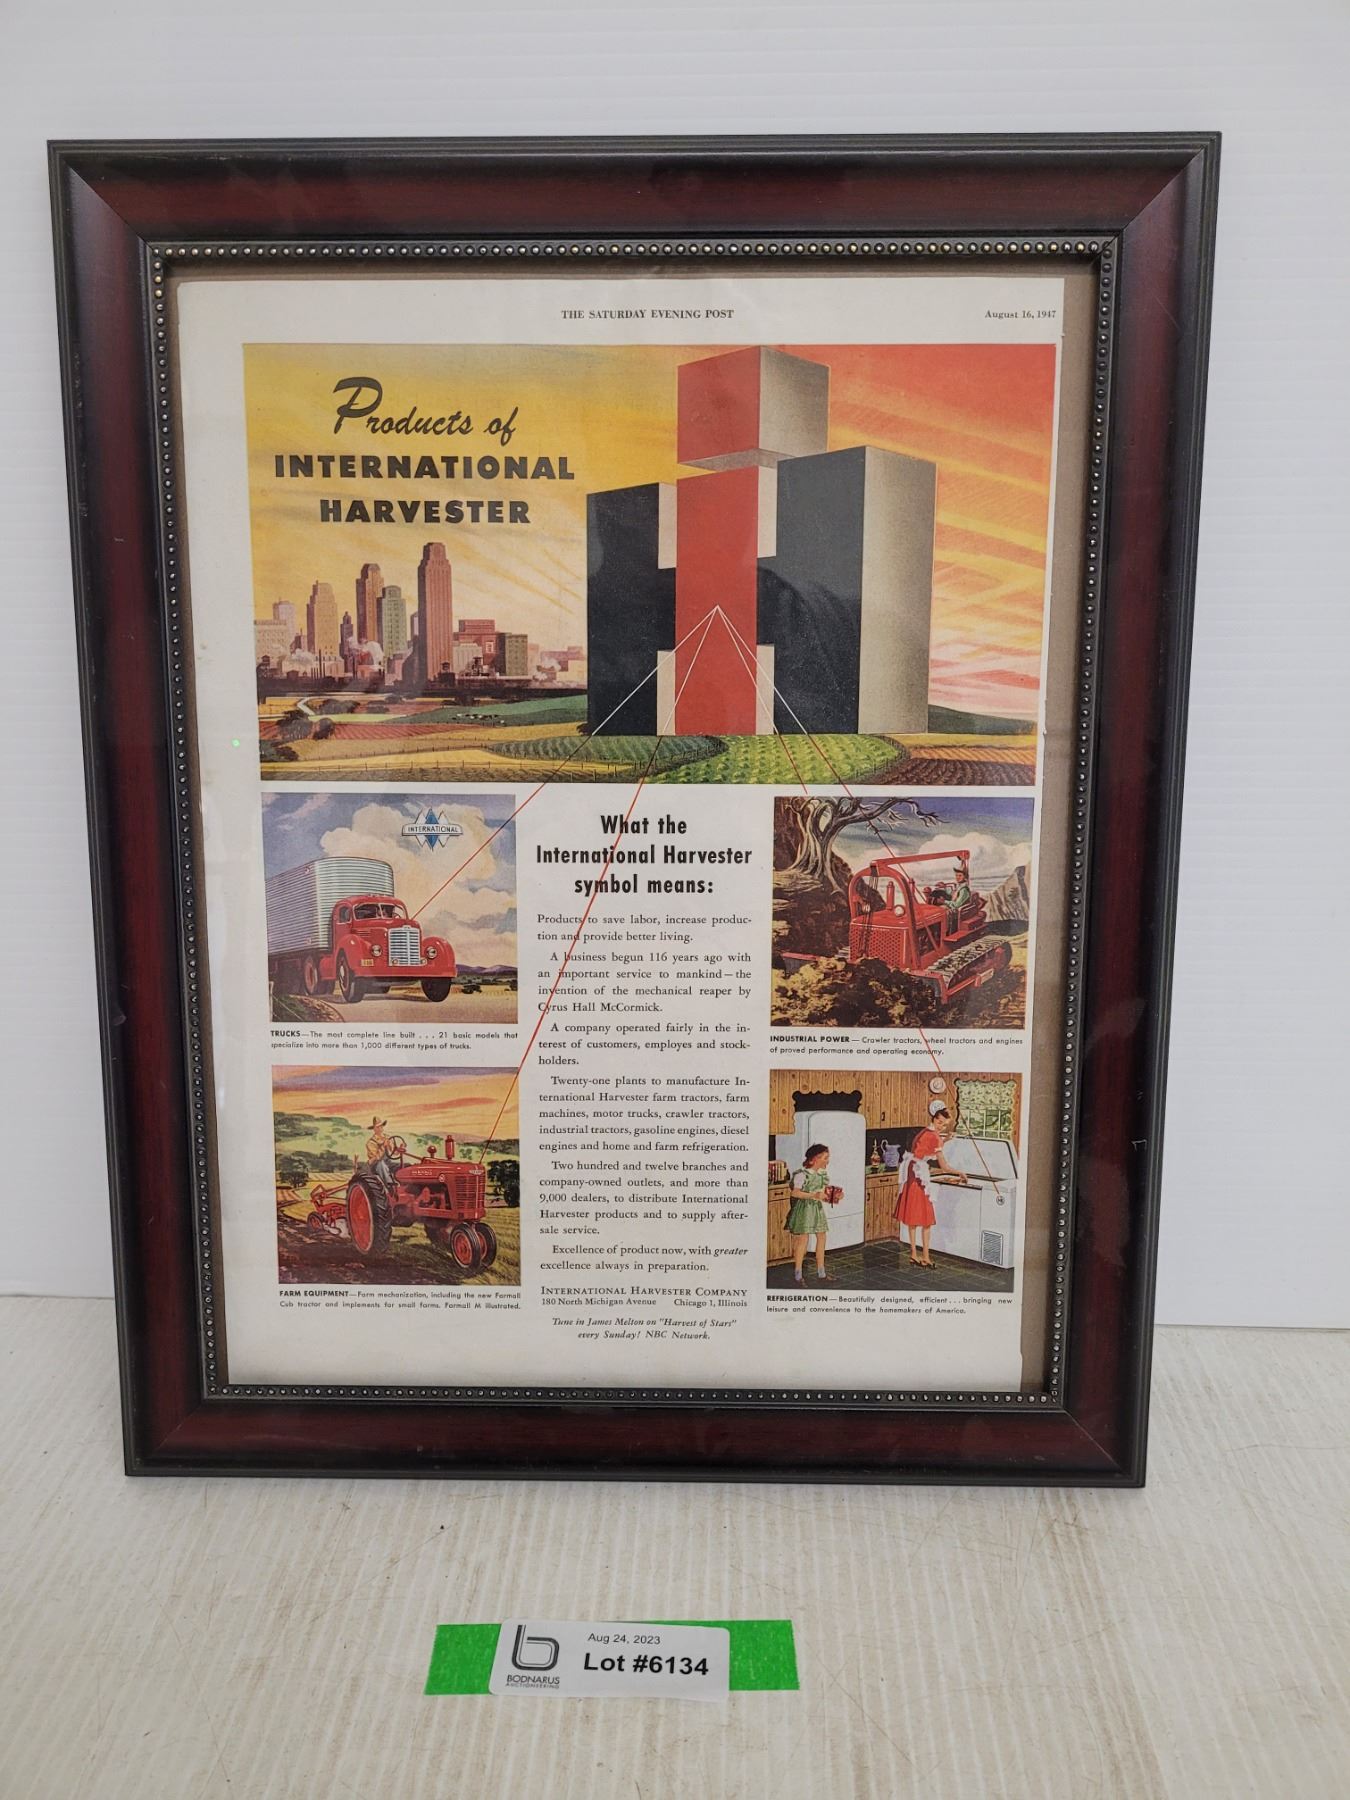 THE SATURDAY EVENING POST
August 16, 1947
Products of
INTERNATIONAL
HARVESTER
INTERNATIONAL
TRUCKS—The most complete line built . . . 21 basic models that
specialize into more than 1,000 different types of trucks.
FARM EQUIPMENT—Farm mechanization, including the new Farmall
Cub tractor and implements for small farms. Farmall M illustrated.
What the
International Harvester
symbol means:
Products to save labor, increase produc-
tion and provide better living.
A business begun 116 years ago with
an important service to mankind—the
invention of the mechanical reaper by
Cyrus Hall McCormick.
A company operated fairly in the in-
terest of customers, employes and stock-
holders.
Twenty-one plants to manufacture In-
ternational Harvester farm tractors, farm
machines, motor trucks, crawler tractors,
industrial tractors, gasoline engines, diesel
engines and home and farm refrigeration.
Two hundred and twelve branches and
company-owned outlets, and more than
9,000 dealers, to distribute International
Harvester products and to supply after-
sale service.
Excellence of product now, with greater
excellence always in preparation.
INTERNATIONAL HARVESTER COMPANY
180 North Michigan Avenue Chicago 1, Illinois
Tune in James Melton on "Harvest of Stars"
every Sunday! NBC Network.
INDUSTRIAL POWER—Crawler tractors, wheel tractors and engines
of proved performance and operating economy.
REFRIGERATION—Beautifully designed, efficient . . . bringing new
leisure and convenience to the homemakers of America.
BODNARUS
AUCTIONEERING
Aug 24, 2023
Lot #6134